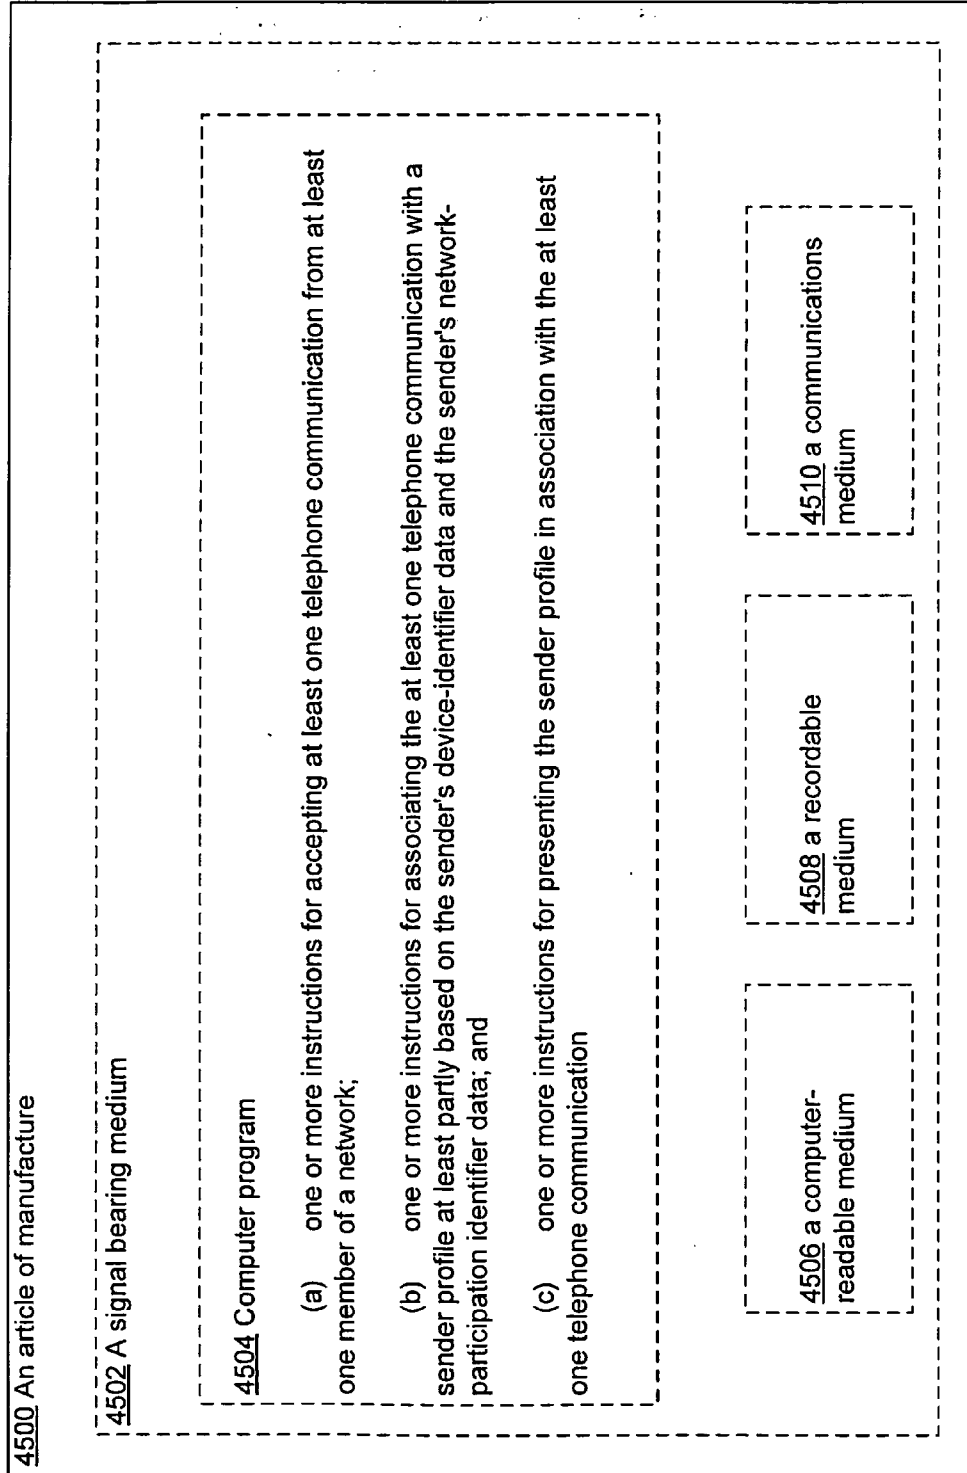 4500 An article of manufacture
4502 A signal bearing medium
4504 Computer program
(a) one or more instructions for accepting at least one telephone communication from at least
one member of a network;
(b) one or more instructions for associating the at least one telephone communication with a
sender profile at least partly based on the sender's device-identifier data and the sender's network-
participation identifier data; and
(c) one or more instructions for presenting the sender profile in association with the at least
one telephone communication
4506 a computer-
readable medium
4508 a recordable
medium
4510 a communications
medium